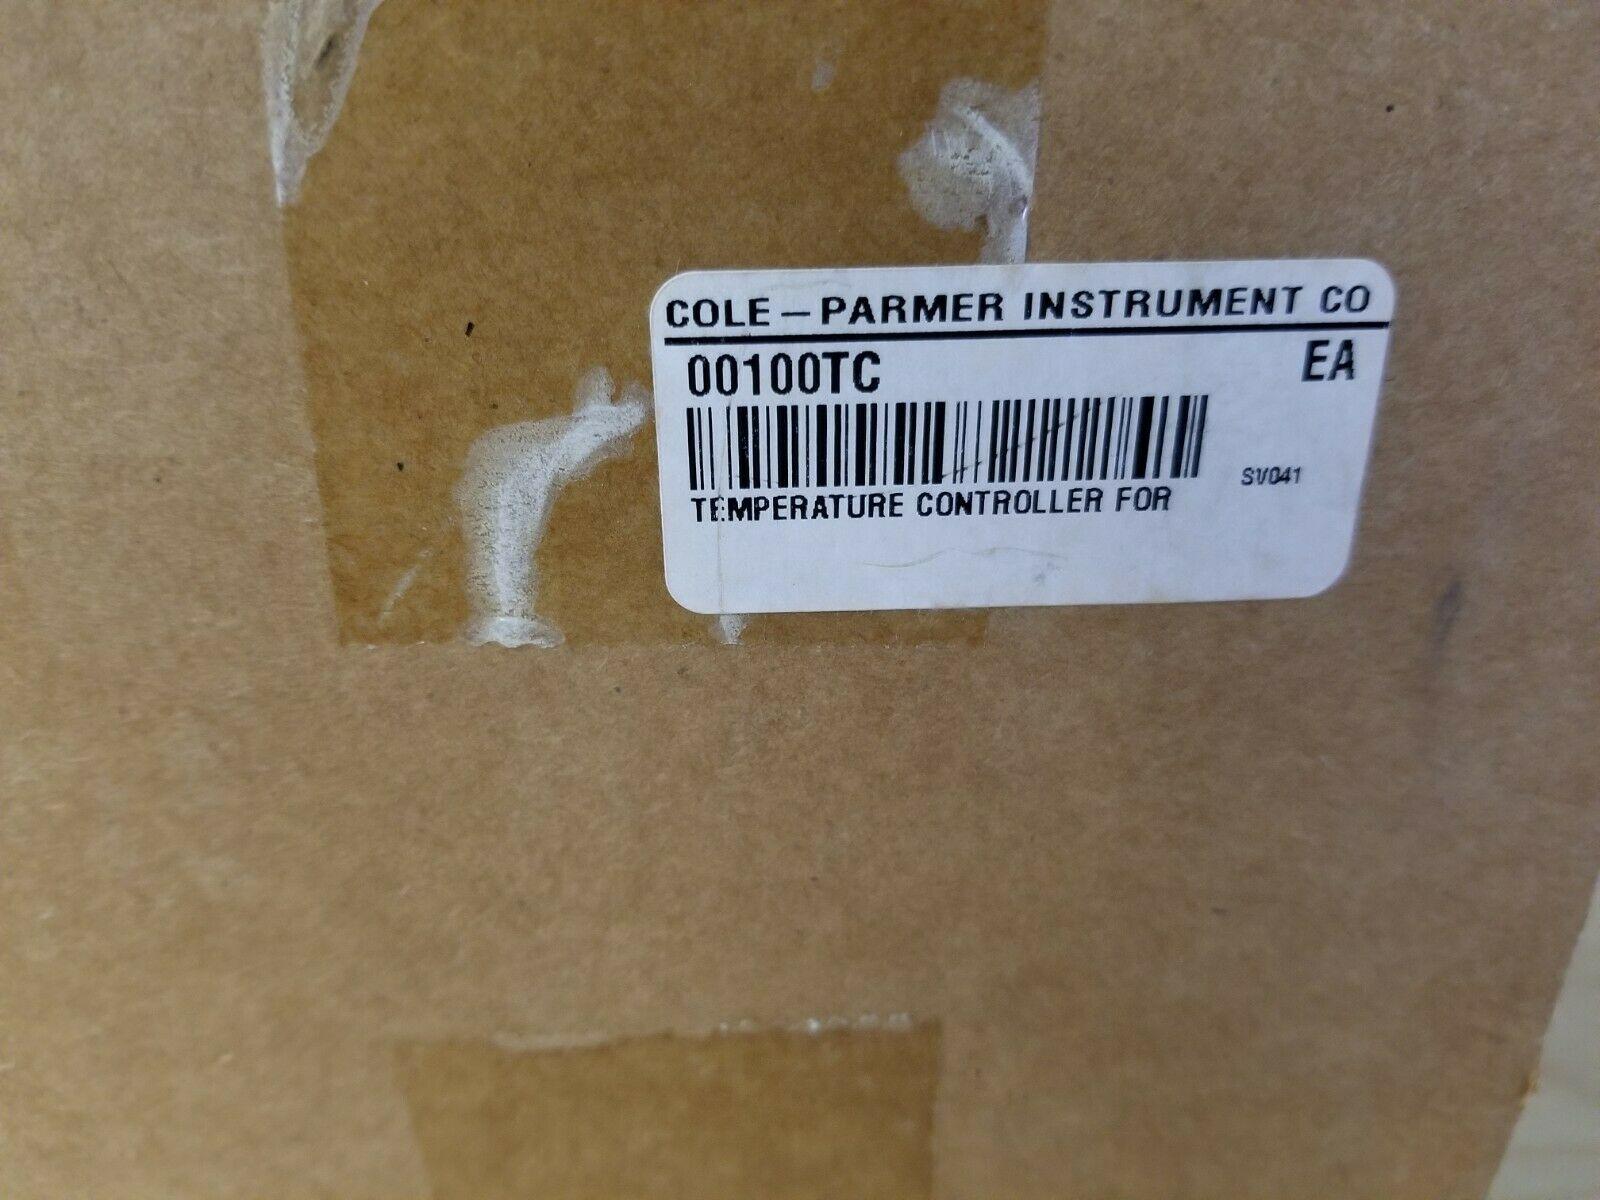 COLE-PARMER INSTRUMENT CO
00100TC EA
SV041
TEMPERATURE CONTROLLER FOR